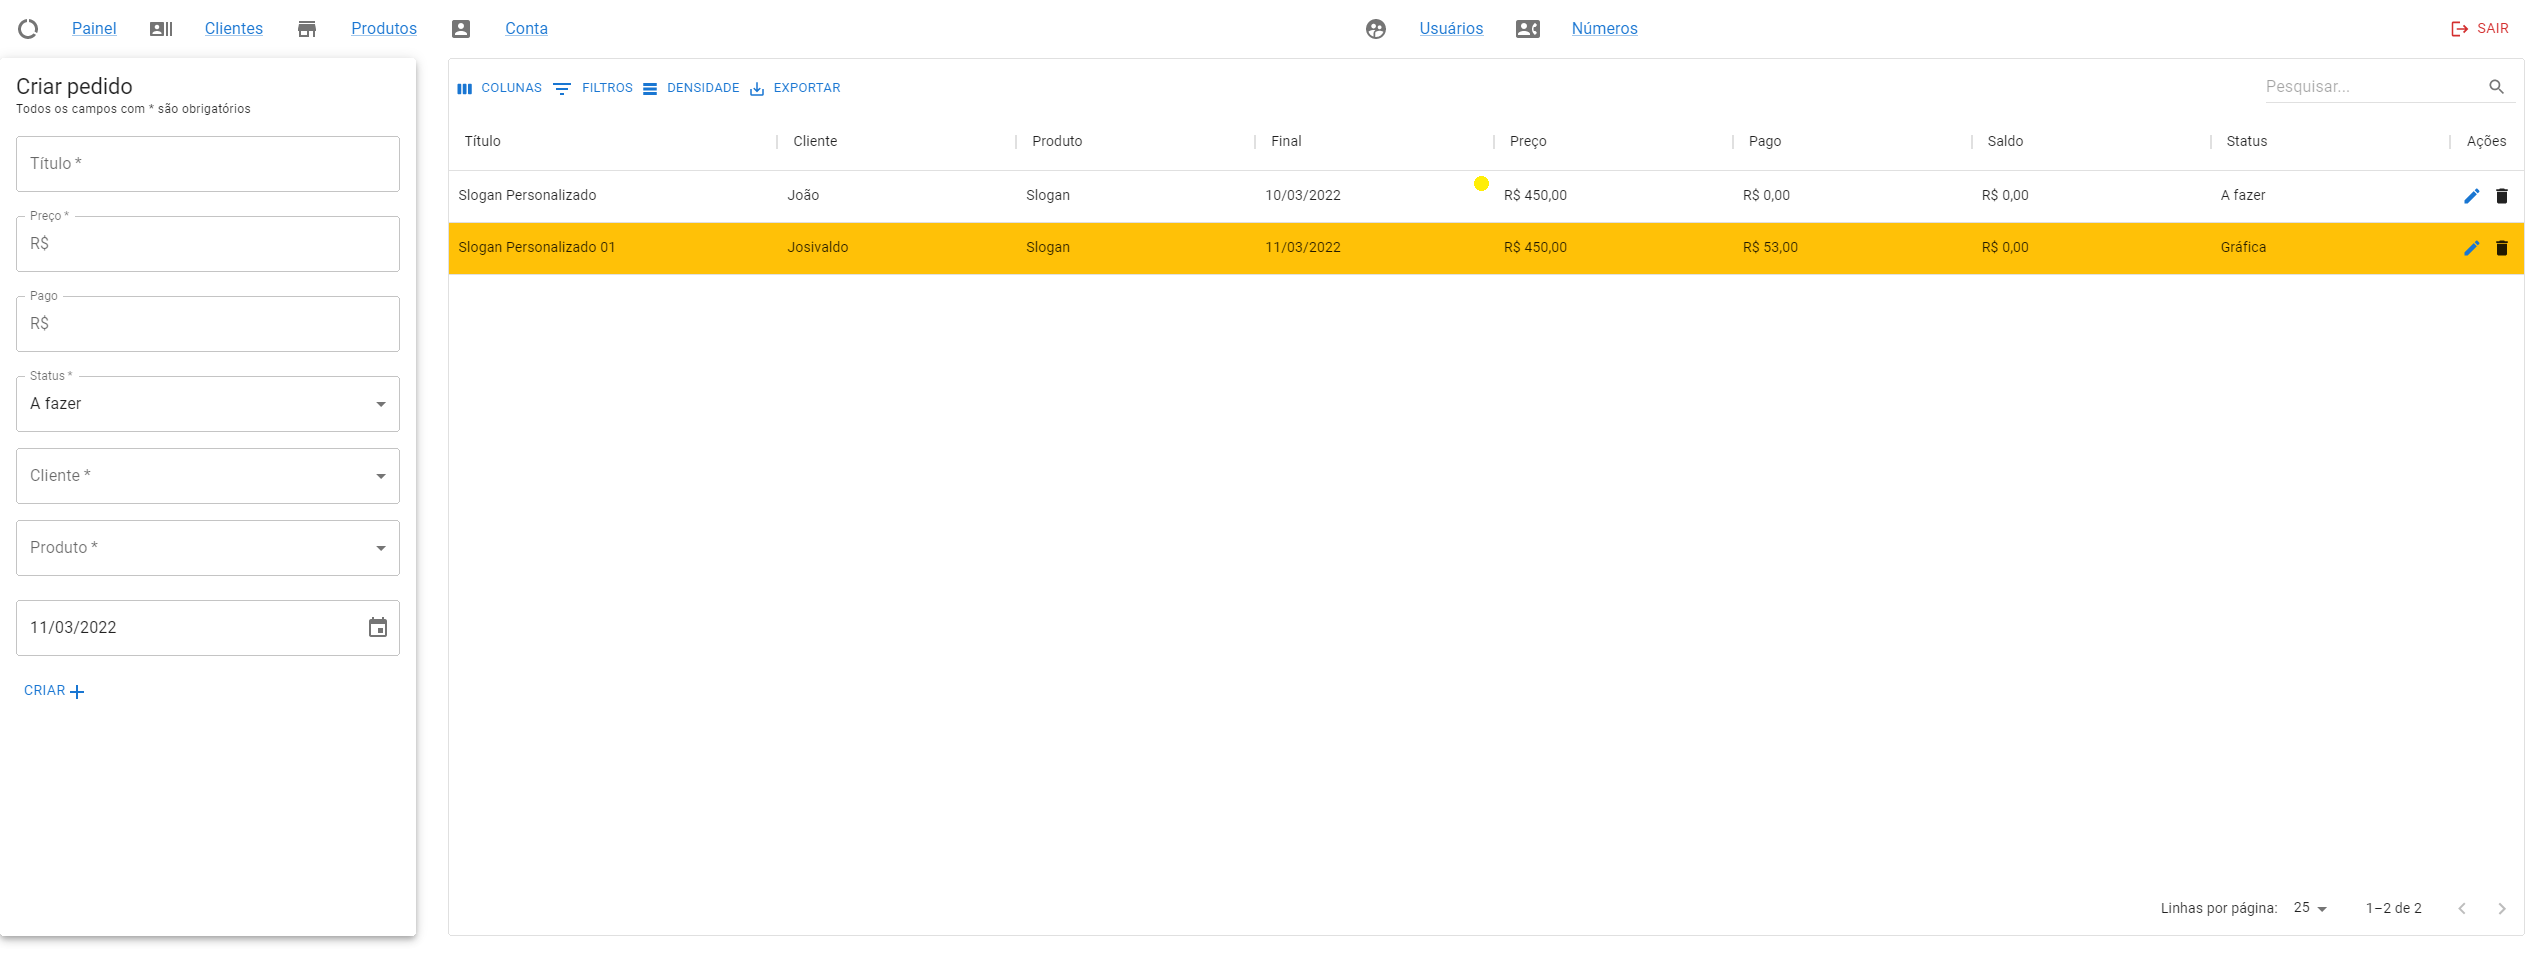 Painel Clientes Produtos Conta Usuários Números SAIR
Criar pedido
Todos os campos com * são obrigatórios
Título *
Preço *
R$
Pago
R$
Status *
A fazer
Cliente *
Produto *
11/03/2022
CRIAR
COLUNAS FILTROS DENSIDADE EXPORTAR Pesquisar...
Título Cliente Produto Final Preço Pago Saldo Status Ações
Slogan Personalizado João Slogan 10/03/2022 R$ 450,00 R$ 0,00 R$ 0,00 A fazer
Slogan Personalizado 01 Josivaldo Slogan 11/03/2022 R$ 450,00 R$ 53,00 R$ 0,00 Gráfica
Linhas por página: 25 1–2 de 2